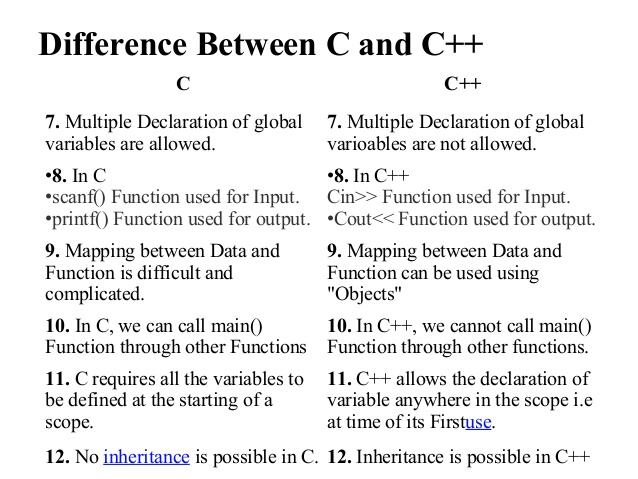 Difference Between C and C++
C
7. Multiple Declaration of global
variables are allowed.
•8. In C
•scanf() Function used for Input.
•printf() Function used for output.
9. Mapping between Data and
Function is difficult and
complicated.
10. In C, we can call main()
Function through other Functions
11. C requires all the variables to
be defined at the starting of a
scope.
12. No inheritance is possible in C.
C++
7. Multiple Declaration of global
varioables are not allowed.
•8. In C++
Cin>> Function used for Input.
•Cout<< Function used for output.
9. Mapping between Data and
Function can be used using
"Objects"
10. In C++, we cannot call main()
Function through other functions.
11. C++ allows the declaration of
variable anywhere in the scope i.e
at time of its Firstuse.
12. Inheritance is possible in C++